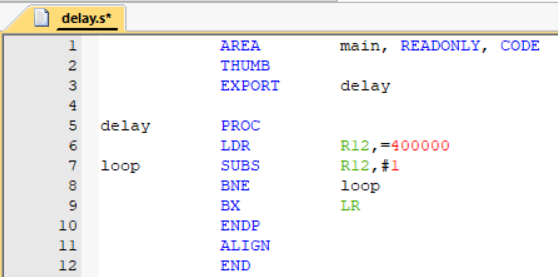 delay.s*
1 AREA main, READONLY, CODE
2 THUMB
3 EXPORT delay
4
5 delay PROC
6 LDR R12,=400000
7 loop SUBS R12,#1
8 BNE loop
9 BX LR
10 ENDP
11 ALIGN
12 END